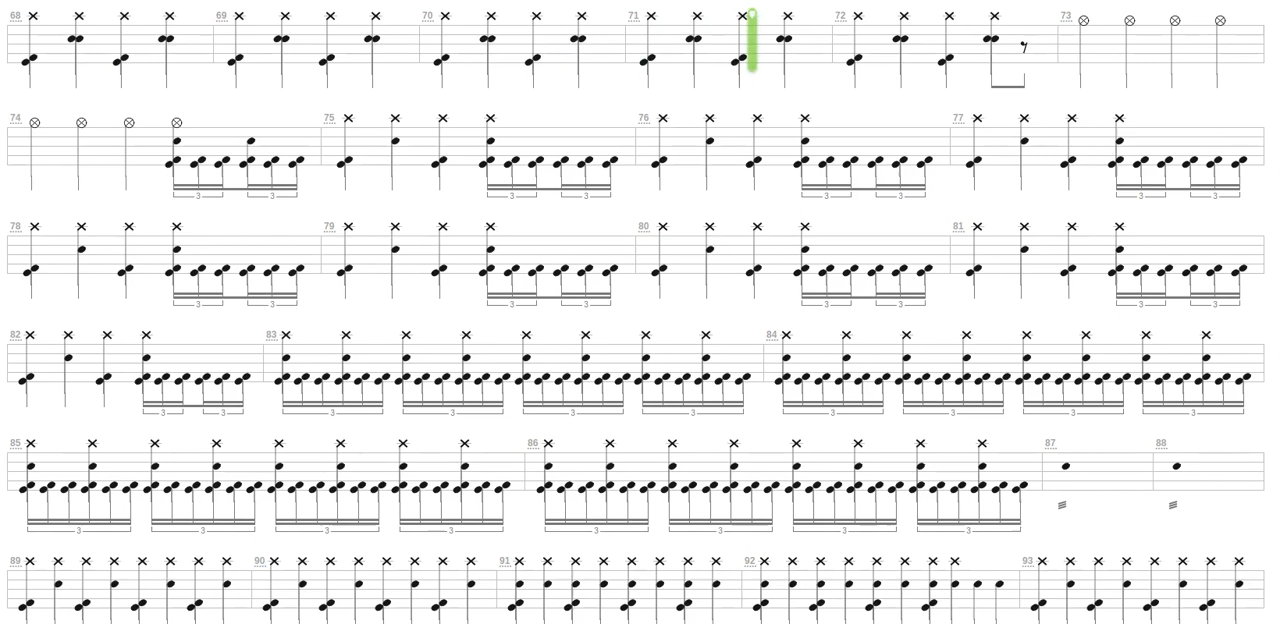 68 69 70 71 72 73
74 75 76 77
3 3 3 3 3 3 3 3
78 79 80 81
3 3 3 3 3 3 3 3
82 83 84
3 3 3 3 3 3 3 3 3 3
85 86 87 88
3 3 3 3 3 3 3 3
89 90 91 92 93